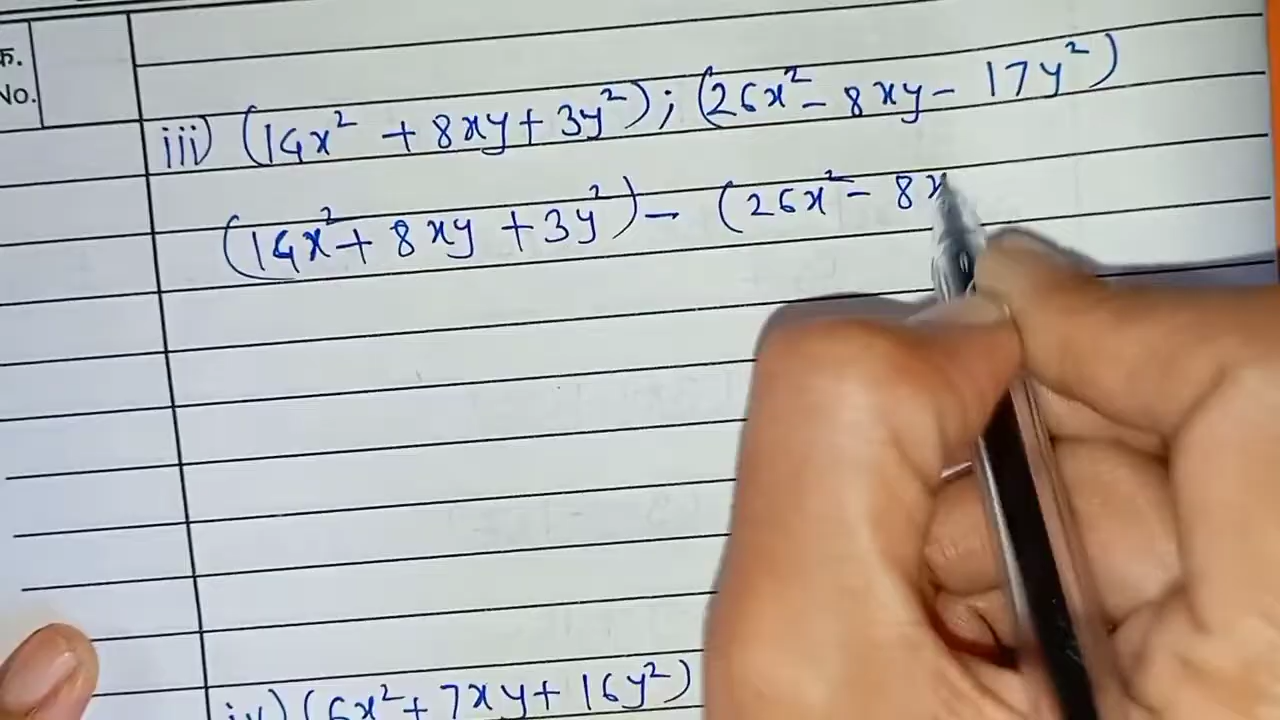 क्र.
No.
iii) (14x² + 8xy + 3y²) ; (26x² - 8xy - 17y²)
(14x² + 8xy + 3y²) - (26x² - 8x
iv) (6x² + 7xy + 16y²)